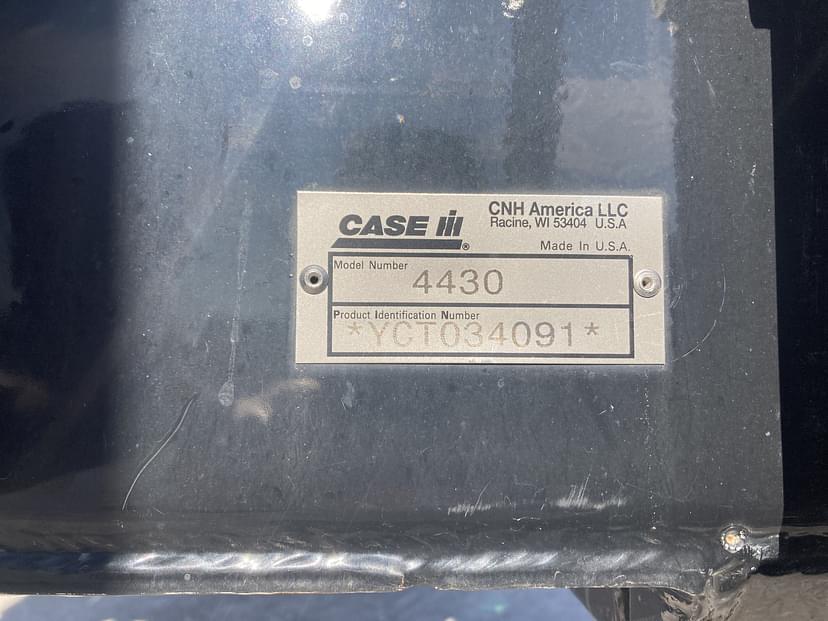 CASE IH®
CNH America LLC
Racine, WI 53404 U.S.A
Made In U.S.A.
Model Number
4430
Product Identification Number
*YCT034091*